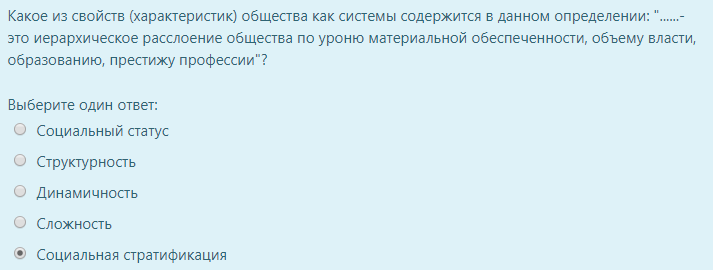 Какое из свойств (характеристик) общества как системы содержится в данном определении: "......-
это иерархическое расслоение общества по уроню материальной обеспеченности, объему власти,
образованию, престижу профессии"?
Выберите один ответ:
Социальный статус
Структурность
Динамичность
Сложность
Социальная стратификация